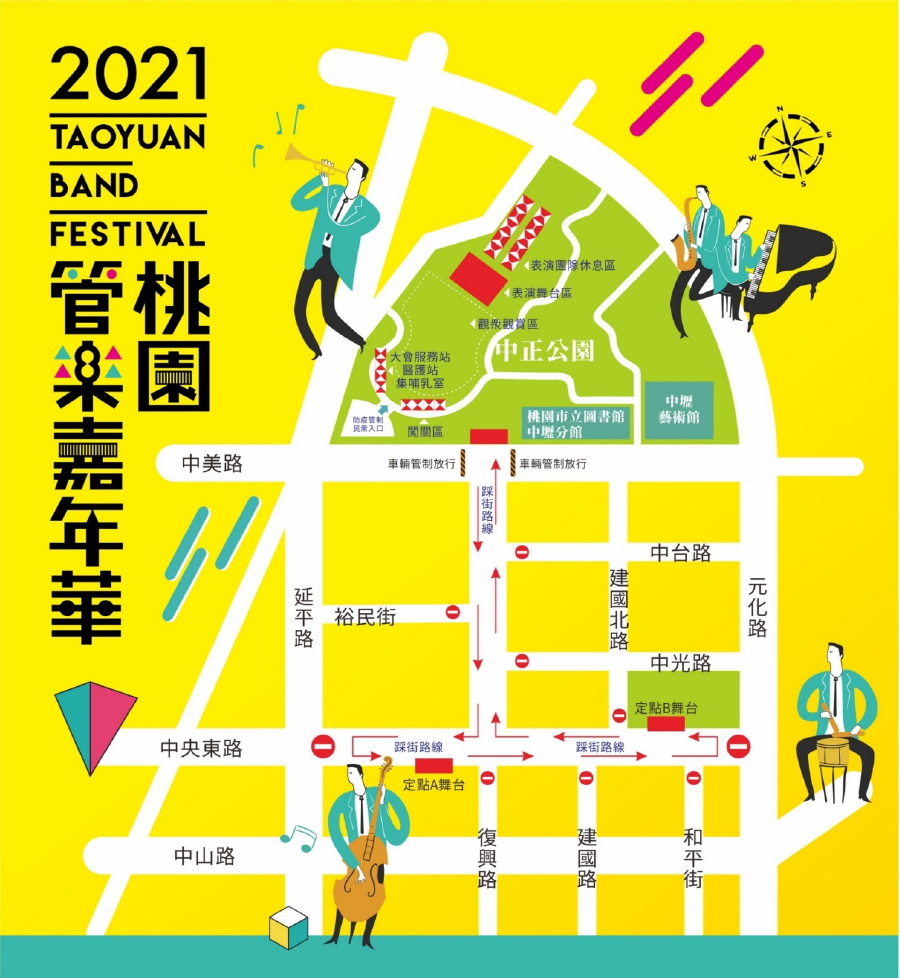 2021
TAOYUAN
BAND
FESTIVAL
桃園
管樂嘉年華
N
E
W
S
表演團隊休息區
表演舞台區
觀衆觀賞區
中正公園
大會服務站
醫護站
集哺乳室
防疫管制
民衆入口
闖關區
桃園市立圖書館
中壢分館
中壢
藝術館
中美路
車輛管制放行
車輛管制放行
踩街路線
中台路
建國北路
元化路
延平路
裕民街
中光路
定點B舞台
中央東路
踩街路線
踩街路線
定點A舞台
中山路
復興路
建國路
和平街